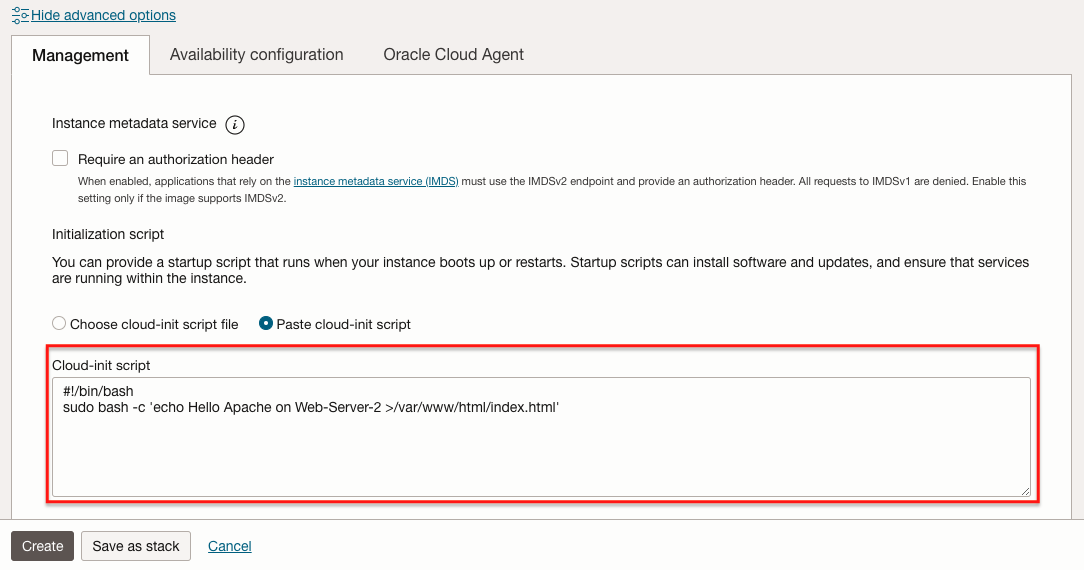 Hide advanced options
Management
Availability configuration
Oracle Cloud Agent
Instance metadata service
Require an authorization header
When enabled, applications that rely on the instance metadata service (IMDS) must use the IMDSv2 endpoint and provide an authorization header. All requests to IMDSv1 are denied. Enable this
setting only if the image supports IMDSv2.
Initialization script
You can provide a startup script that runs when your instance boots up or restarts. Startup scripts can install software and updates, and ensure that services
are running within the instance.
Choose cloud-init script file
Paste cloud-init script
Cloud-init script
#!/bin/bash
sudo bash -c 'echo Hello Apache on Web-Server-2 >/var/www/html/index.html'
Create
Save as stack
Cancel